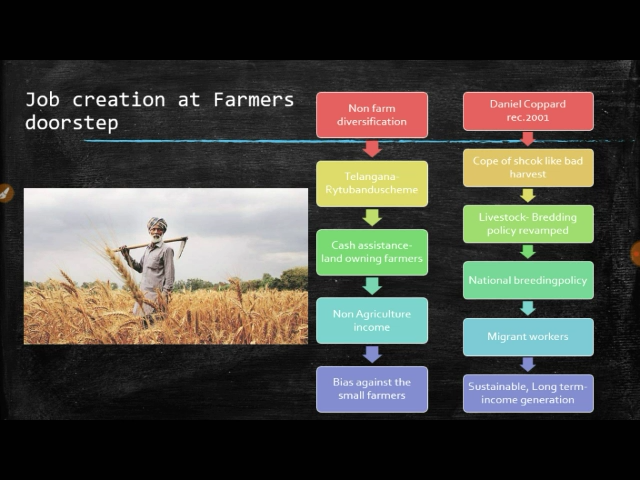 Job creation at Farmers
doorstep
Non farm
diversification
Telangana-
Rytubanduscheme
Cash assistance-
land owning farmers
Non Agriculture
income
Bias against the
small farmers
Daniel Coppard
rec.2001
Cope of shcok like bad
harvest
Livestock- Bredding
policy revamped
National breedingpolicy
Migrant workers
Sustainable, Long term-
income generation